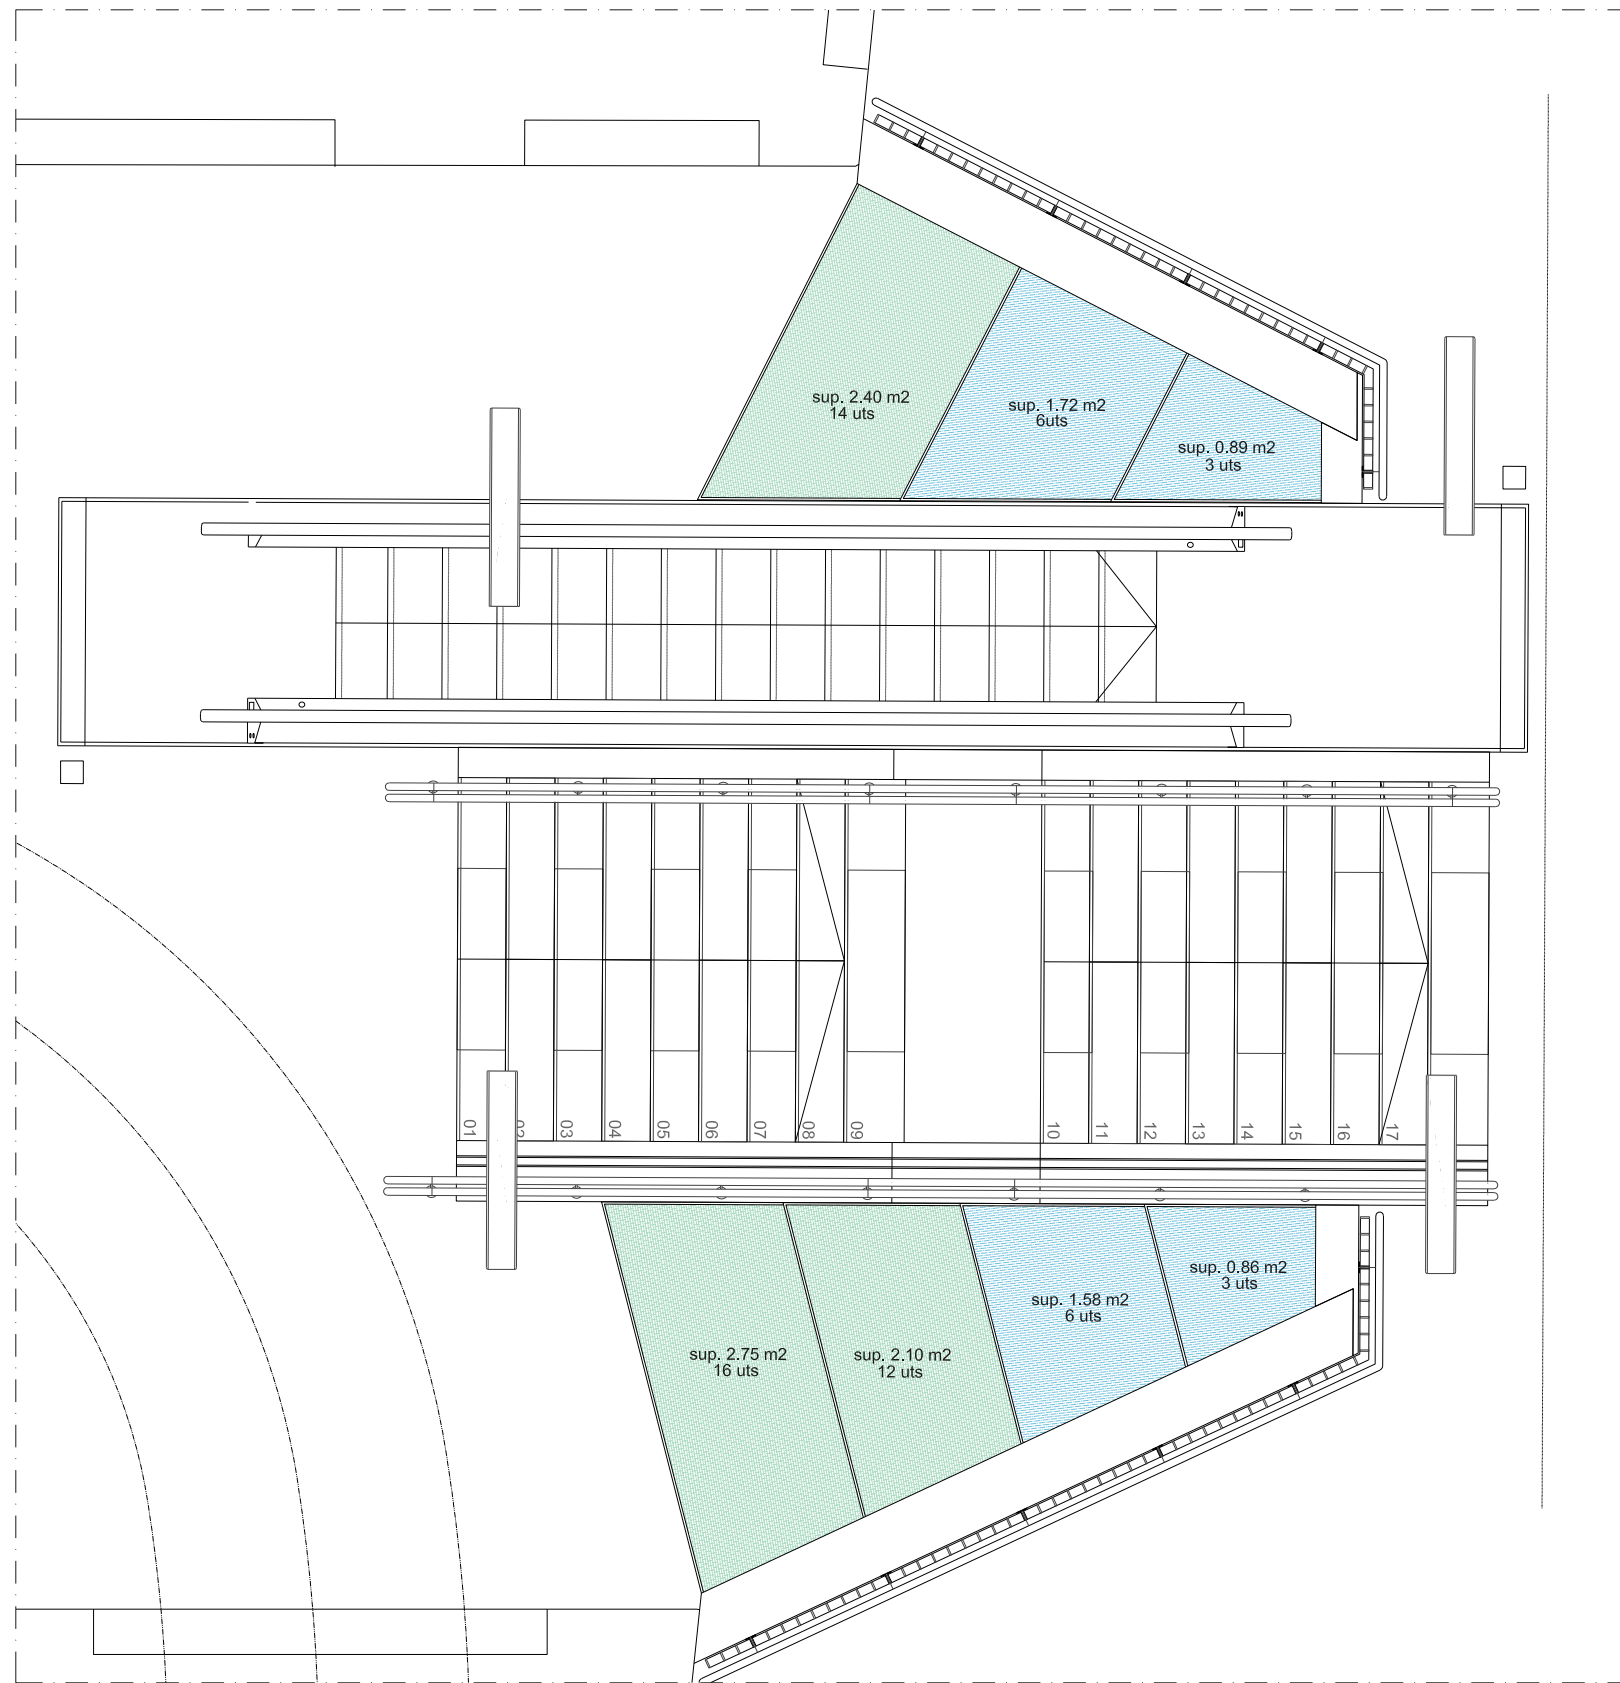 sup. 2.40 m2
14 uts
sup. 1.72 m2
6uts
sup. 0.89 m2
3 uts
01
02
03
04
05
06
07
08
09
10
11
12
13
14
15
16
17
sup. 0.86 m2
3 uts
sup. 1.58 m2
6 uts
sup. 2.75 m2
16 uts
sup. 2.10 m2
12 uts